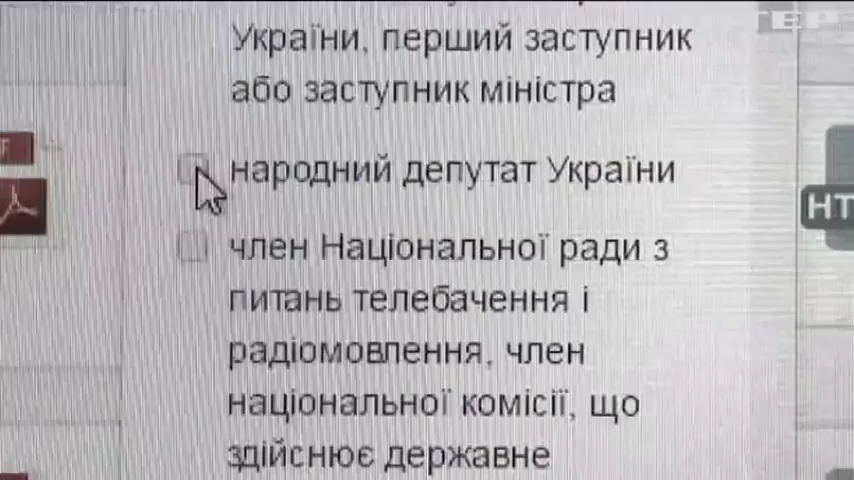 України, перший заступник
або заступник міністра
народний депутат України
член Національної ради з
питань телебачення і
радіомовлення, член
національної комісії, що
здійснює державне